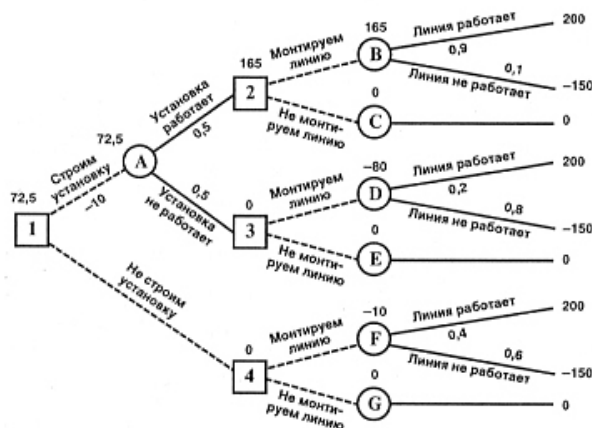 165
Монтируем
линию
B
Линия работает
0,9
200
0,1
Линия не работает
-150
2
Установка
работает
0,5
Не монти-
руем линию
0
C
0
72,5
A
Строим
установку
-10
72,5
1
0,5
Установка
не работает
0
3
Монтируем
линию
-80
D
Линия работает
0,2
200
0,8
Линия не работает
-150
Не монти-
руем линию
0
E
0
Не строим
установку
0
4
Монтируем
линию
-10
F
Линия работает
0,4
200
0,6
Линия не работает
-150
Не монти-
руем линию
0
G
0
165